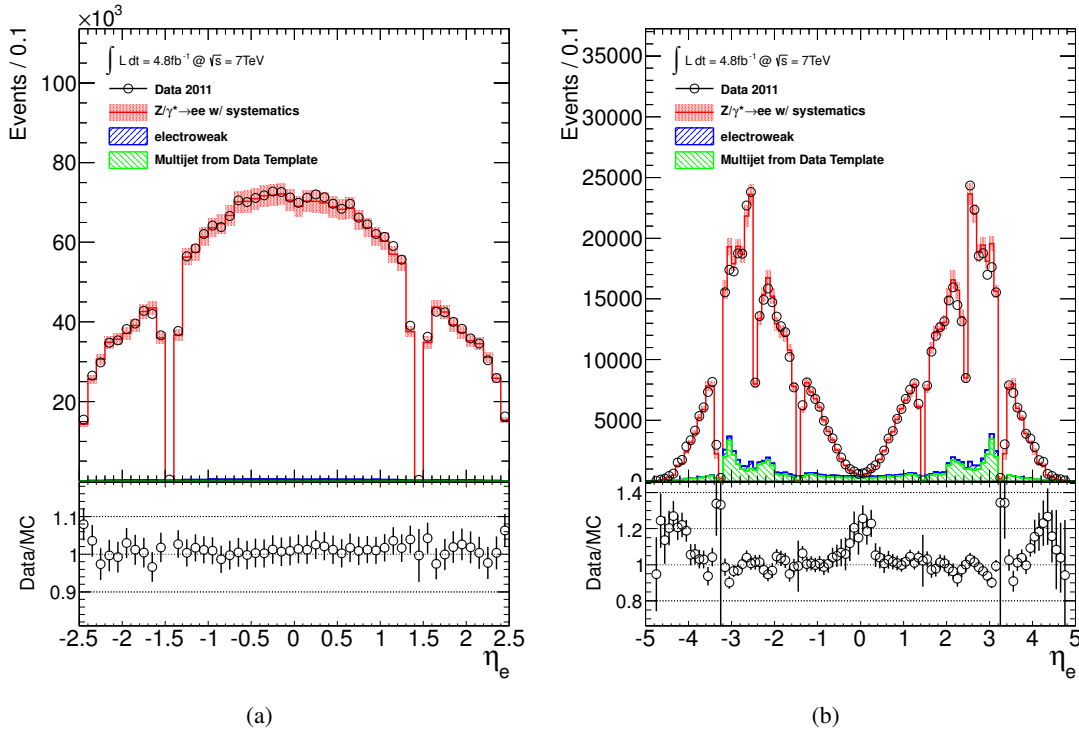 ×10³
Events / 0.1
100
80
60
40
20
∫ L dt = 4.8fb⁻¹ @ √s = 7TeV
Data 2011
Z/γ*→ee w/ systematics
electroweak
Multijet from Data Template
Data/MC
1.1
1
0.9
-2.5 -2 -1.5 -1 -0.5 0 0.5 1 1.5 2 2.5
ηe
(a)
Events / 0.1
35000
30000
25000
20000
15000
10000
5000
0
∫ L dt = 4.8fb⁻¹ @ √s = 7TeV
Data 2011
Z/γ*→ee w/ systematics
electroweak
Multijet from Data Template
Data/MC
1.4
1.2
1
0.8
-5 -4 -3 -2 -1 0 1 2 3 4 5
ηe
(b)